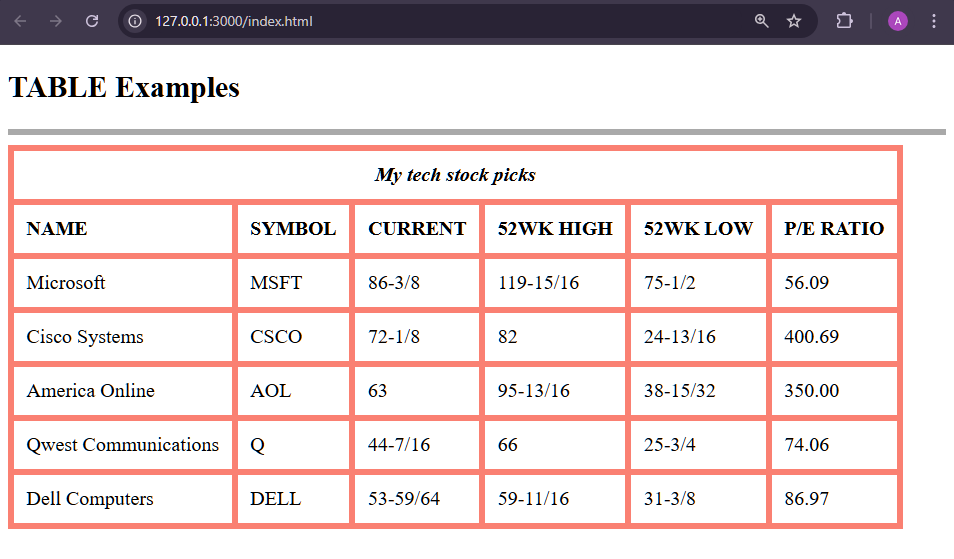 127.0.0.1:3000/index.html
A
TABLE Examples
My tech stock picks
NAME SYMBOL CURRENT 52WK HIGH 52WK LOW P/E RATIO
Microsoft MSFT 86-3/8 119-15/16 75-1/2 56.09
Cisco Systems CSCO 72-1/8 82 24-13/16 400.69
America Online AOL 63 95-13/16 38-15/32 350.00
Qwest Communications Q 44-7/16 66 25-3/4 74.06
Dell Computers DELL 53-59/64 59-11/16 31-3/8 86.97